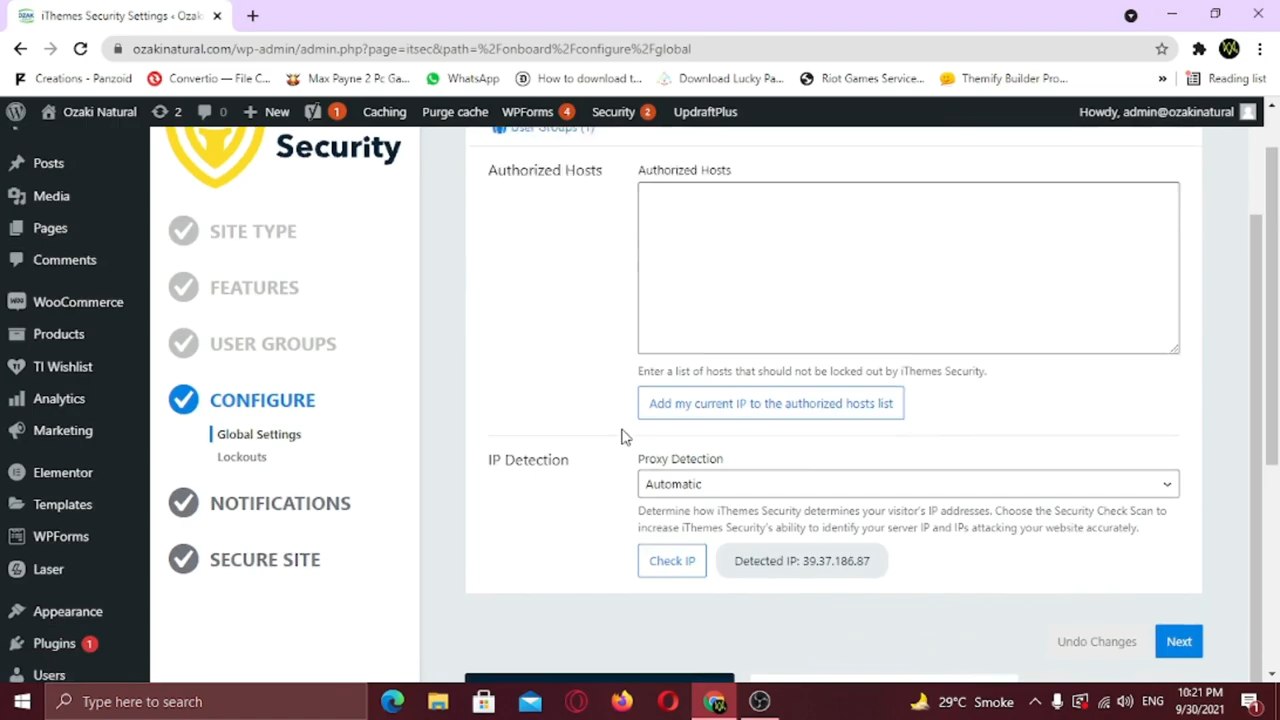 iThemes Security Settings ‹ Ozak
ozakinatural.com/wp-admin/admin.php?page=itsec&path=%2Fonboard%2Fconfigure%2Fglobal
Creations - Panzoid
Convertio — File C...
Max Payne 2 Pc Ga...
WhatsApp
How to download t...
Download Lucky Pa...
Riot Games Service...
Themify Builder Pro...
»
Reading list
Ozaki Natural
2
0
New
1
Caching
Purge cache
WPForms 4
Security 2
UpdraftPlus
Howdy, admin@ozakinatural
Posts
Media
Pages
Comments
WooCommerce
Products
TI Wishlist
Analytics
Marketing
Elementor
Templates
WPForms
Laser
Appearance
Plugins 1
Users
Security
SITE TYPE
FEATURES
USER GROUPS
CONFIGURE
Global Settings
Lockouts
NOTIFICATIONS
SECURE SITE
User Groups (1)
Authorized Hosts
Authorized Hosts
Enter a list of hosts that should not be locked out by iThemes Security.
Add my current IP to the authorized hosts list
IP Detection
Proxy Detection
Automatic
Determine how iThemes Security determines your visitor's IP addresses. Choose the Security Check Scan to
increase iThemes Security's ability to identify your server IP and IPs attacking your website accurately.
Check IP
Detected IP: 39.37.186.87
Undo Changes
Next
Type here to search
29°C Smoke
ENG
10:21 PM
9/30/2021
1